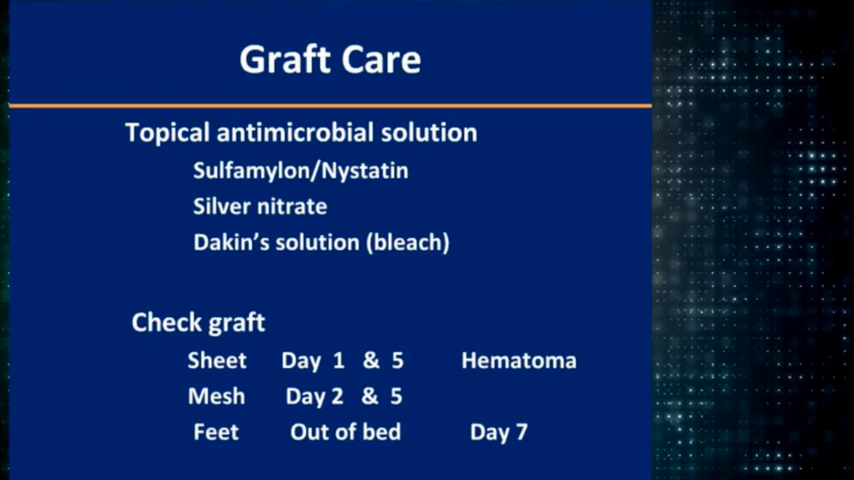 Graft Care
Topical antimicrobial solution
Sulfamylon/Nystatin
Silver nitrate
Dakin's solution (bleach)
Check graft
Sheet Day 1 & 5 Hematoma
Mesh Day 2 & 5
Feet Out of bed Day 7